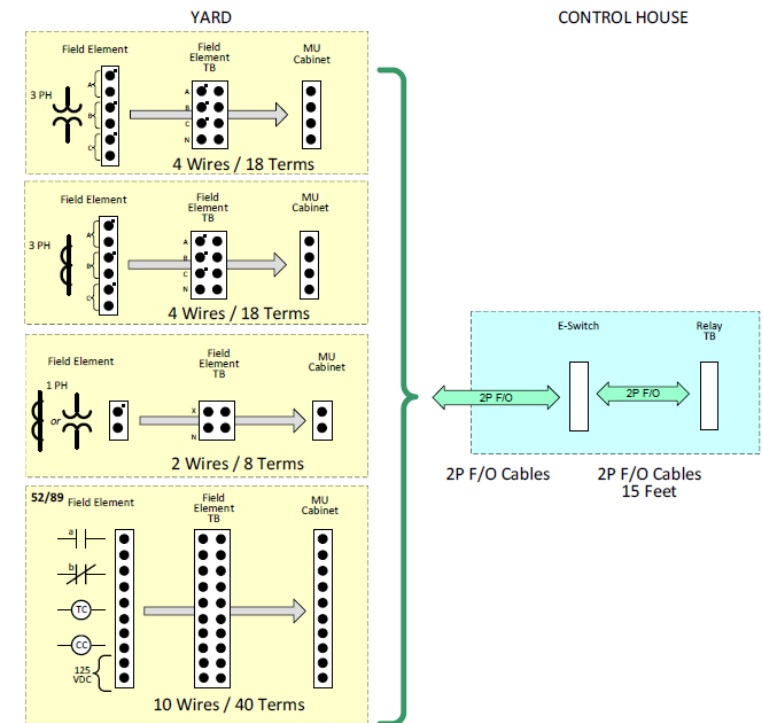 YARD
CONTROL HOUSE
Field Element
Field
Element
TB
MU
Cabinet
3 PH
A
B
C
A
B
C
N
4 Wires / 18 Terms
Field Element
Field
Element
TB
MU
Cabinet
3 PH
A
B
C
A
B
C
N
4 Wires / 18 Terms
Field Element
Field
Element
TB
MU
Cabinet
1 PH
or
X
N
2 Wires / 8 Terms
52/89 Field Element
Field
Element
TB
MU
Cabinet
a
b
TC
CC
125
VDC
10 Wires / 40 Terms
E-Switch
Relay
TB
2P F/O
2P F/O
2P F/O Cables
2P F/O Cables
15 Feet